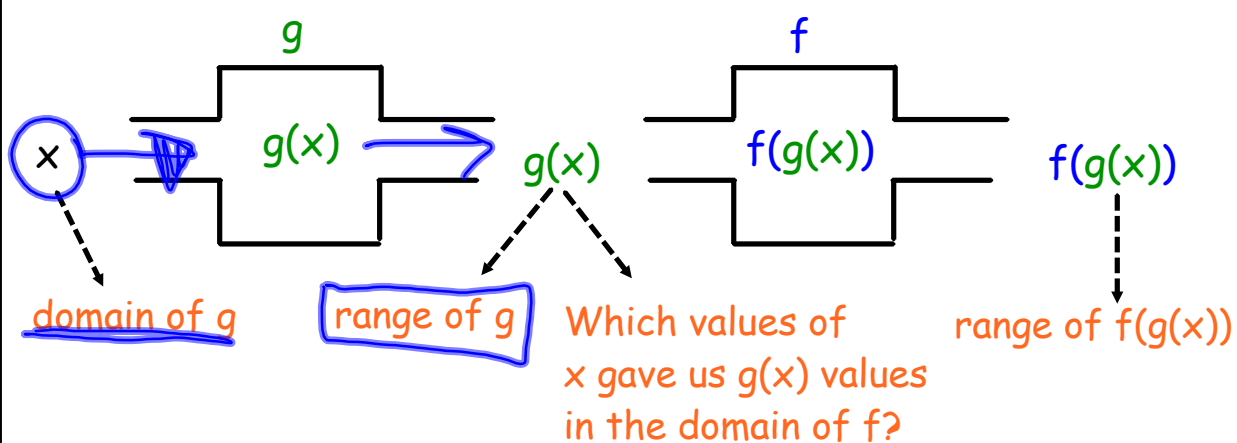 g
f
x
g(x)
g(x)
f(g(x))
f(g(x))
domain of g
range of g
Which values of
x gave us g(x) values
in the domain of f?
range of f(g(x))